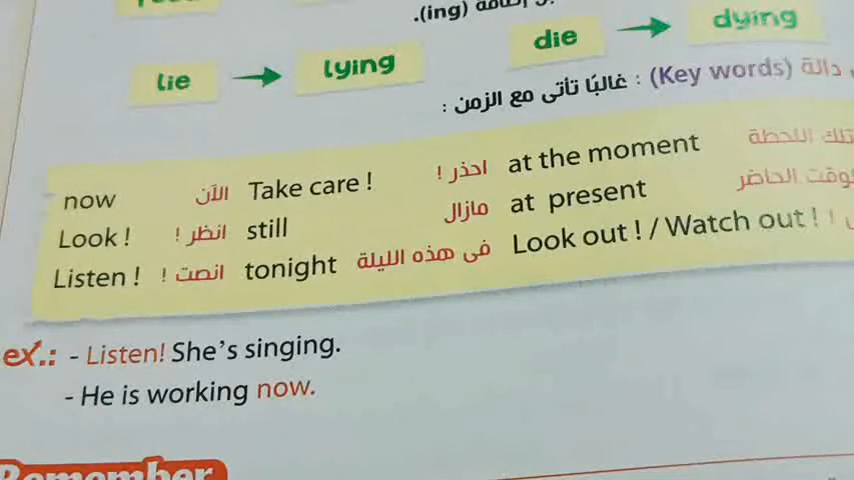 (ing).
die → dying
lie → lying
(Key words) : غالبًا تأتى مع الزمن :
now الآن Take care ! احذر ! at the moment تلك اللحظة
Look ! انظر ! still مازال at present الوقت الحاضر
Listen ! انصت ! tonight فى هذه الليلة Look out ! / Watch out !
ex.: - Listen! She's singing.
- He is working now.
Remember